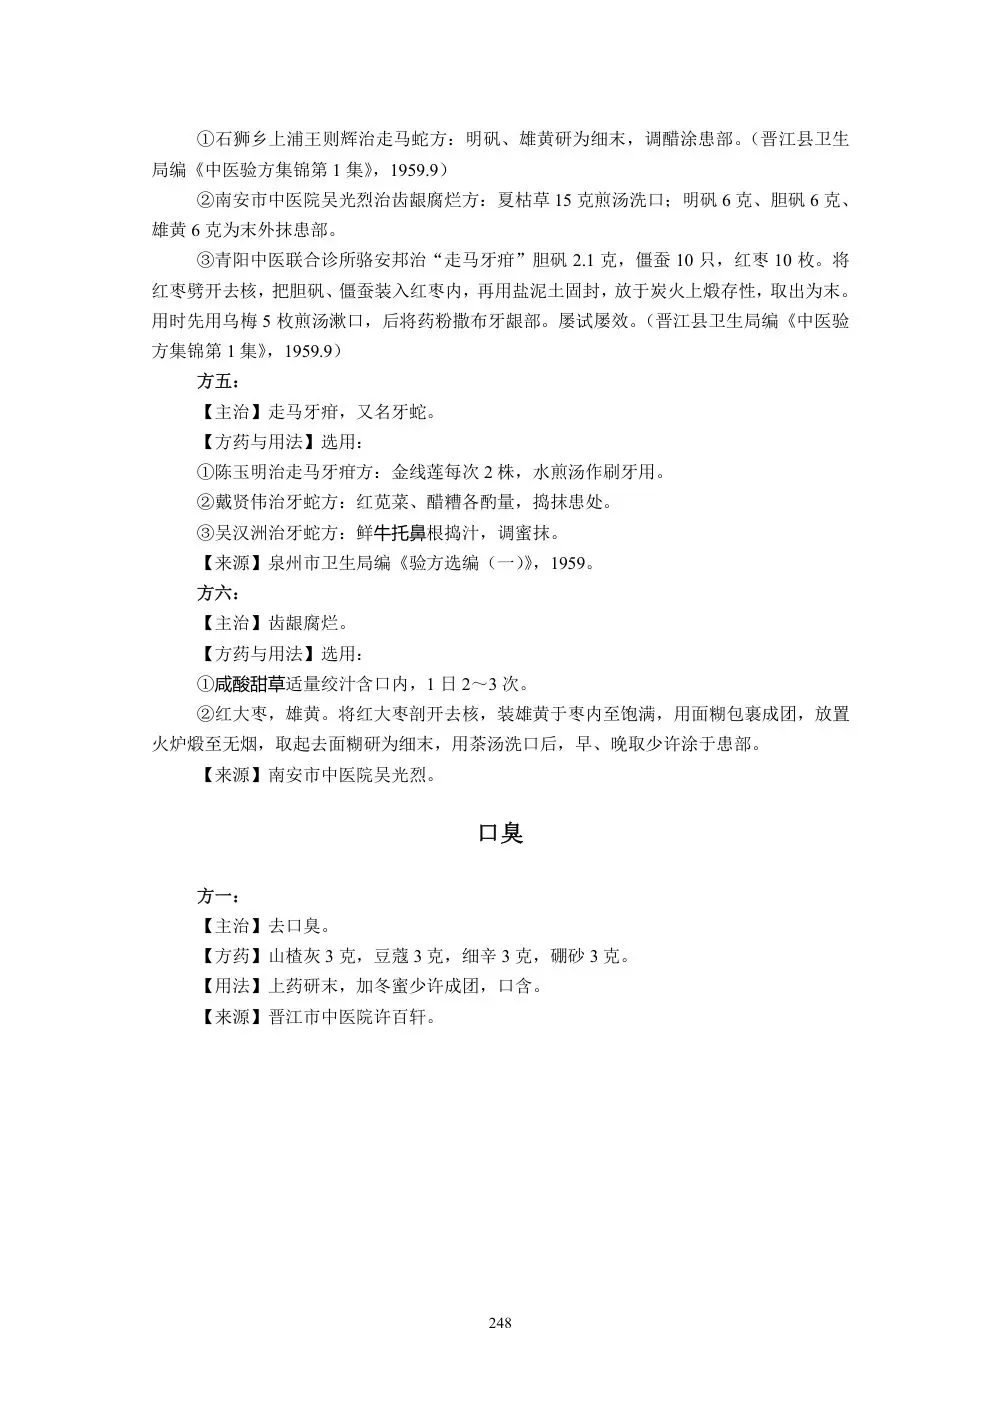 ①石狮乡上浦王则辉治走马蛇方：明矾、雄黄研为细末，调醋涂患部。（晋江县卫生
局编《中医验方集锦第 1 集》，1959.9）
②南安市中医院吴光烈治齿龈腐烂方：夏枯草 15 克煎汤洗口；明矾 6 克、胆矾 6 克、
雄黄 6 克为末外抹患部。
③青阳中医联合诊所骆安邦治“走马牙疳”胆矾 2.1 克，僵蚕 10 只，红枣 10 枚。将
红枣劈开去核，把胆矾、僵蚕装入红枣内，再用盐泥土固封，放于炭火上煅存性，取出为末。
用时先用乌梅 5 枚煎汤漱口，后将药粉撒布牙龈部。屡试屡效。（晋江县卫生局编《中医验
方集锦第 1 集》，1959.9）
方五：
【主治】走马牙疳，又名牙蛇。
【方药与用法】选用：
①陈玉明治走马牙疳方：金线莲每次 2 株，水煎汤作刷牙用。
②戴贤伟治牙蛇方：红苋菜、醋糟各酌量，捣抹患处。
③吴汉洲治牙蛇方：鲜牛托鼻根捣汁，调蜜抹。
【来源】泉州市卫生局编《验方选编（一）》，1959。
方六：
【主治】齿龈腐烂。
【方药与用法】选用：
①咸酸甜草适量绞汁含口内，1 日 2～3 次。
②红大枣，雄黄。将红大枣剖开去核，装雄黄于枣内至饱满，用面糊包裹成团，放置
火炉煅至无烟，取起去面糊研为细末，用茶汤洗口后，早、晚取少许涂于患部。
【来源】南安市中医院吴光烈。
口臭
方一：
【主治】去口臭。
【方药】山楂灰 3 克，豆蔻 3 克，细辛 3 克，硼砂 3 克。
【用法】上药研末，加冬蜜少许成团，口含。
【来源】晋江市中医院许百轩。
248